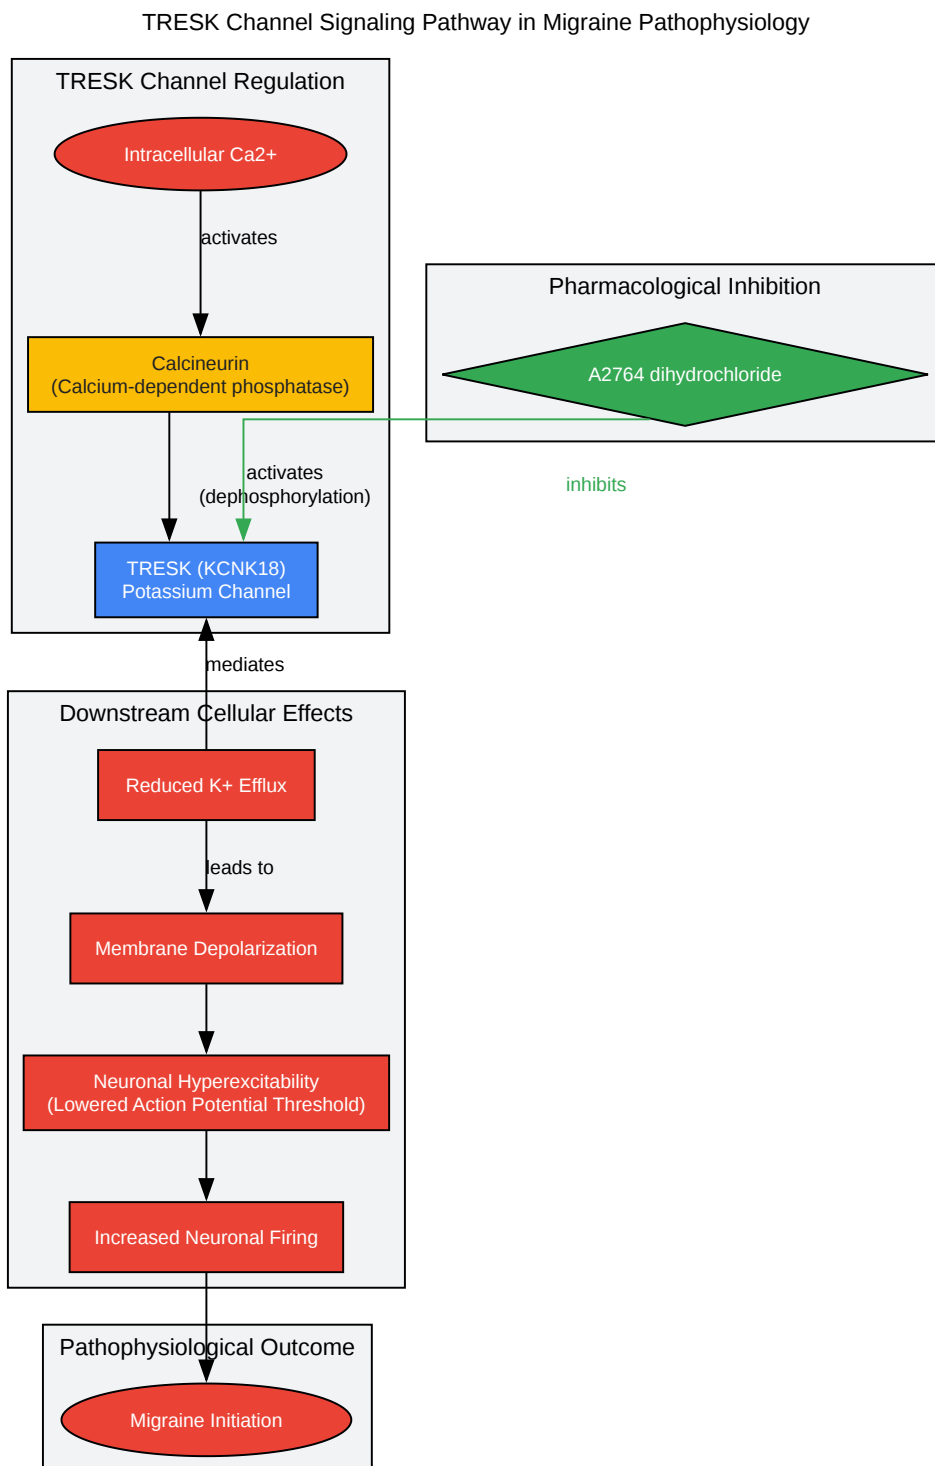 TRESK Channel Signaling Pathway in Migraine Pathophysiology
TRESK Channel Regulation
Intracellular Ca2+
activates
Calcineurin
(Calcium-dependent phosphatase)
activates
(dephosphorylation)
TRESK (KCNK18)
Potassium Channel
Pharmacological Inhibition
A2764 dihydrochloride
inhibits
mediates
Downstream Cellular Effects
Reduced K+ Efflux
leads to
Membrane Depolarization
Neuronal Hyperexcitability
(Lowered Action Potential Threshold)
Increased Neuronal Firing
Pathophysiological Outcome
Migraine Initiation